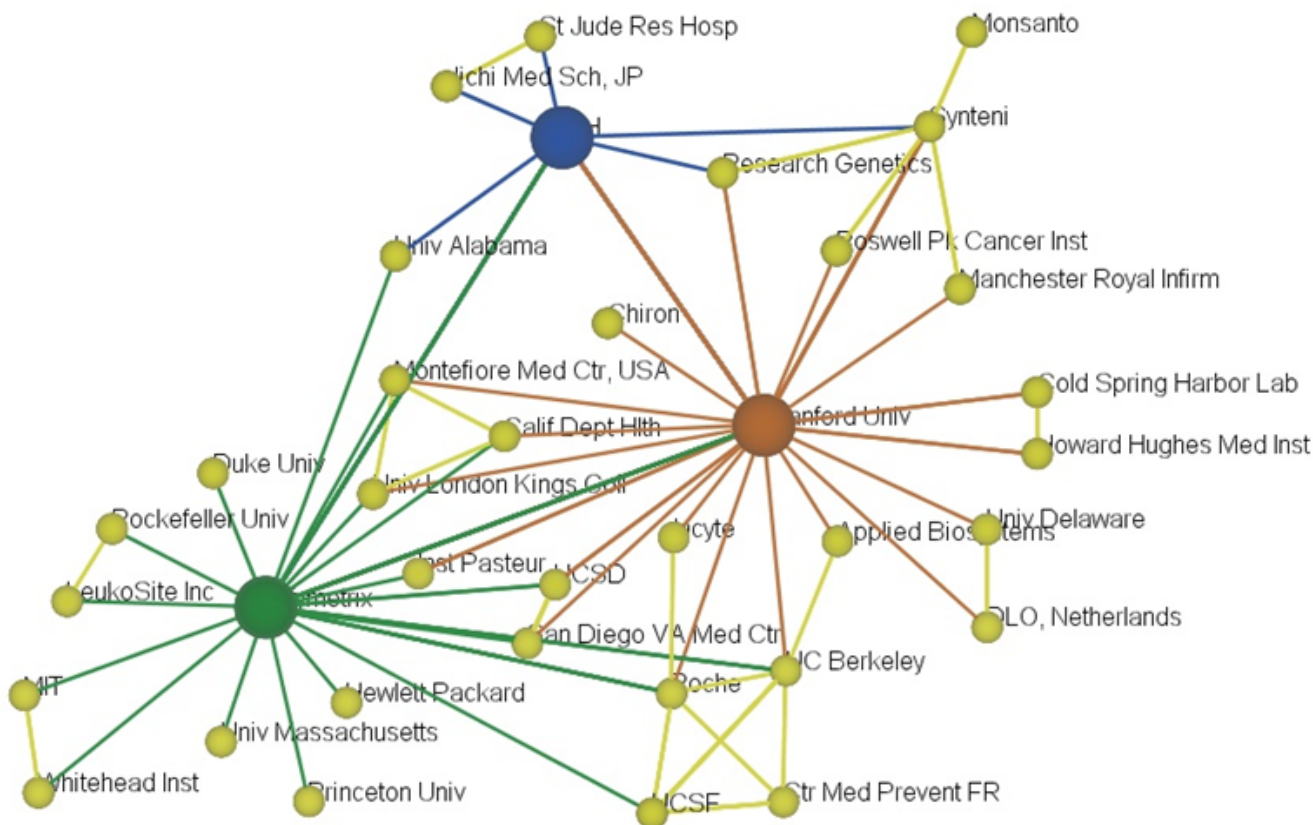 St Jude Res Hosp
Monsanto
Jichi Med Sch, JP
H
Synteni
Research Genetics
Univ Alabama
Roswell Pk Cancer Inst
Manchester Royal Infirm
Chiron
Montefiore Med Ctr, USA
Cold Spring Harbor Lab
Calif Dept Hlth
anford Univ
Howard Hughes Med Inst
Duke Univ
Univ London Kings Coll
Rockefeller Univ
Univ Delaware
Incyte
Applied Biosystems
Inst Pasteur
UCSD
LeukoSite Inc
metrix
DLO, Netherlands
San Diego VA Med Ctr
UC Berkeley
MIT
Hewlett Packard
Roche
Univ Massachusetts
Whitehead Inst
Princeton Univ
UCSF
Ctr Med Prevent FR